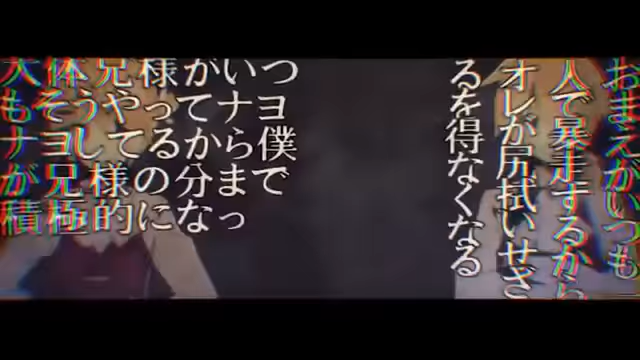 おまえがいつも
人で暴走するから
オレが尻拭いせざ
るを得なくなる
大体兄様がいつ
もそうやってナヨ
ナヨしてるから僕
が兄様の分まで
積極的になっ